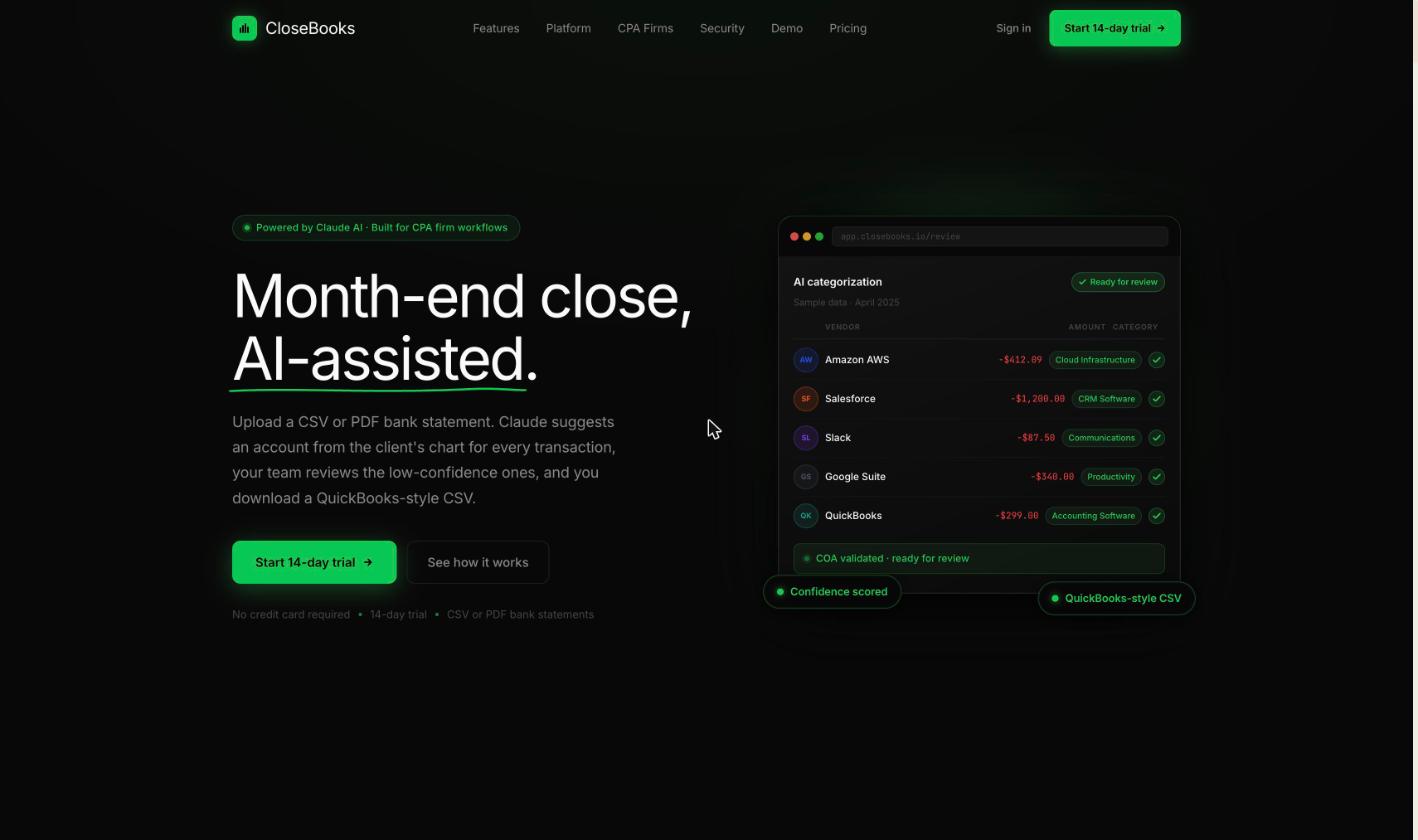 CloseBooks
Features Platform CPA Firms Security Demo Pricing
Sign in
Start 14-day trial →
Powered by Claude AI · Built for CPA firm workflows
Month-end close,
AI-assisted.
Upload a CSV or PDF bank statement. Claude suggests
an account from the client's chart for every transaction,
your team reviews the low-confidence ones, and you
download a QuickBooks-style CSV.
Start 14-day trial →
See how it works
No credit card required • 14-day trial • CSV or PDF bank statements
app.closebooks.io/review
AI categorization
Ready for review
Sample data · April 2025
VENDOR AMOUNT CATEGORY
AW Amazon AWS -$412.09 Cloud Infrastructure
SF Salesforce -$1,200.00 CRM Software
SL Slack -$87.50 Communications
GS Google Suite -$340.00 Productivity
QK QuickBooks -$299.00 Accounting Software
COA validated · ready for review
Confidence scored
QuickBooks-style CSV